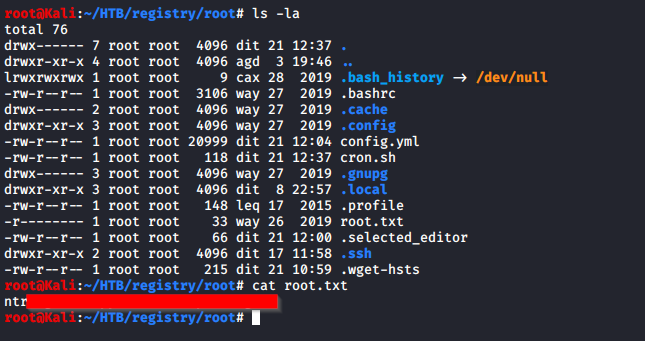 root@Kali:~/HTB/registry/root# ls -la
total 76
drwx------ 7 root root  4096 dit 21 12:37 .
drwxr-xr-x 4 root root  4096 agd  3 19:46 ..
lrwxrwxrwx 1 root root     9 cax 28  2019 .bash_history -> /dev/null
-rw-r--r-- 1 root root  3106 way 27  2019 .bashrc
drwx------ 2 root root  4096 way 27  2019 .cache
drwxr-xr-x 3 root root  4096 way 27  2019 .config
-rw-r--r-- 1 root root 20999 dit 21 12:04 config.yml
-rw-r--r-- 1 root root   118 dit 21 12:37 cron.sh
drwx------ 3 root root  4096 way 27  2019 .gnupg
drwxr-xr-x 3 root root  4096 dit  8 22:57 .local
-rw-r--r-- 1 root root   148 leq 17  2015 .profile
-r-------- 1 root root    33 way 26  2019 root.txt
-rw-r--r-- 1 root root    66 dit 21 12:00 .selected_editor
drwxr-xr-x 2 root root  4096 dit 17 11:58 .ssh
-rw-r--r-- 1 root root   215 dit 21 10:59 .wget-hsts
root@Kali:~/HTB/registry/root# cat root.txt
ntr
root@Kali:~/HTB/registry/root#